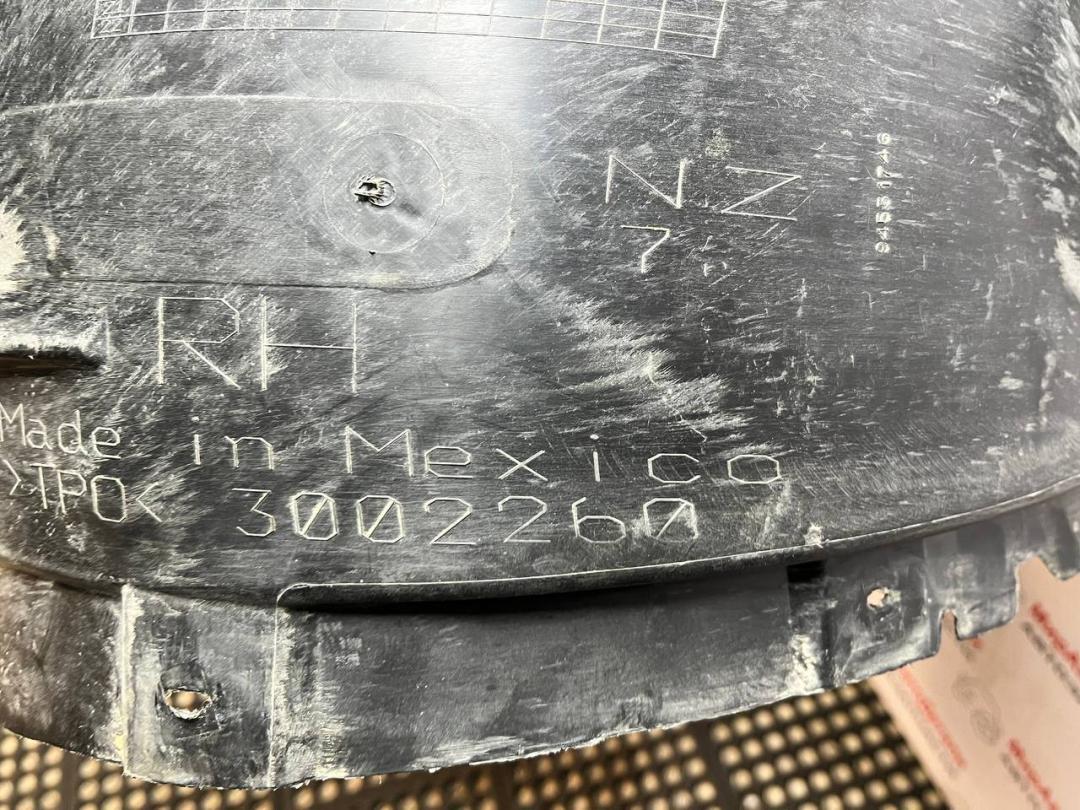 NZ
7
RH
Made in Mexico
>TPO< 3002260